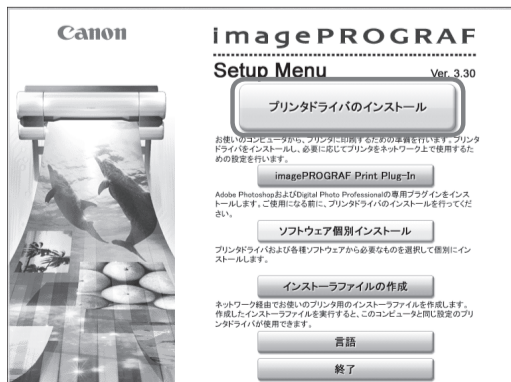 Canon
imagePROGRAF
Setup Menu
Ver. 3.30
プリンタドライバのインストール
お使いのコンピュータから、プリンタに印刷するための準備を行います。プリンタ
ドライバをインストールし、必要に応じてプリンタをネットワーク上で使用するた
めの設定を行います。
imagePROGRAF Print Plug-In
Adobe PhotoshopおよびDigital Photo Professionalの専用プラグインをインス
トールします。ご使用になる前に、プリンタドライバのインストールを行ってくだ
さい。
ソフトウェア個別インストール
プリンタドライバおよび各種ソフトウェアから必要なものを選択して個別にイン
ストールします。
インストーラファイルの作成
ネットワーク経由でお使いのプリンタ用のインストーラファイルを作成します。
作成したインストーラファイルを実行すると、このコンピュータと同じ設定のプリ
ンタドライバが使用できます。
言語
終了